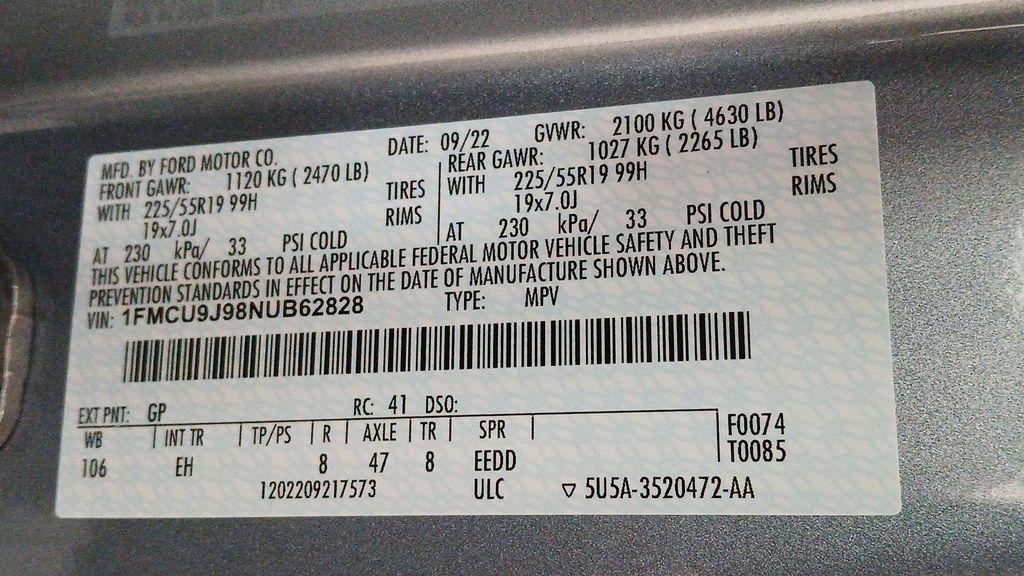 MFD. BY FORD MOTOR CO. DATE: 09/22 GVWR: 2100 KG ( 4630 LB)
FRONT GAWR: 1120 KG ( 2470 LB) REAR GAWR: 1027 KG ( 2265 LB)
WITH 225/55R19 99H TIRES WITH 225/55R19 99H TIRES
19x7.0J RIMS 19x7.0J RIMS
AT 230 kPa/ 33 PSI COLD AT 230 kPa/ 33 PSI COLD
THIS VEHICLE CONFORMS TO ALL APPLICABLE FEDERAL MOTOR VEHICLE SAFETY AND THEFT
PREVENTION STANDARDS IN EFFECT ON THE DATE OF MANUFACTURE SHOWN ABOVE.
VIN: 1FMCU9J98NUB62828 TYPE: MPV
EXT PNT: GP RC: 41 DSO:
WB INT TR TP/PS R AXLE TR SPR F0074
106 EH 8 47 8 EEDD T0085
1202209217573 ULC ▽ 5U5A-3520472-AA